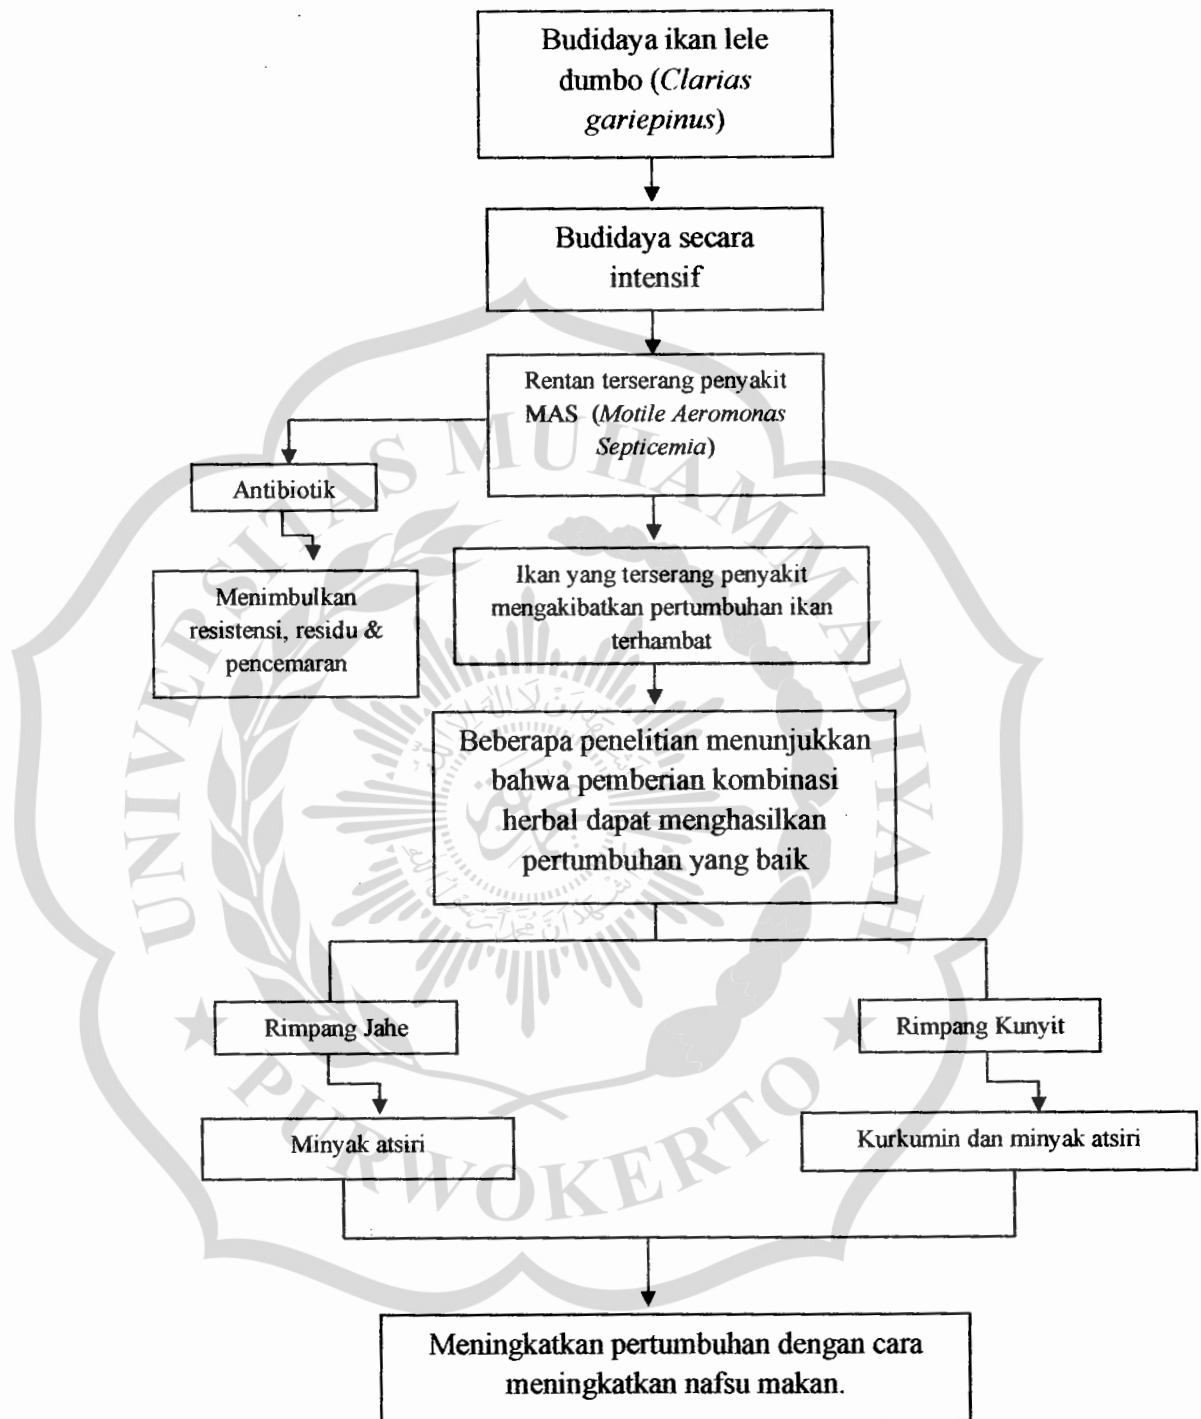 Budidaya ikan lele
dumbo (Clarias
gariepinus)
Budidaya secara
intensif
Rentan terserang penyakit
MAS (Motile Aeromonas
Septicemia)
Antibiotik
Menimbulkan
resistensi, residu &
pencemaran
Ikan yang terserang penyakit
mengakibatkan pertumbuhan ikan
terhambat
Beberapa penelitian menunjukkan
bahwa pemberian kombinasi
herbal dapat menghasilkan
pertumbuhan yang baik
Rimpang Jahe
Rimpang Kunyit
Minyak atsiri
Kurkumin dan minyak atsiri
Meningkatkan pertumbuhan dengan cara
meningkatkan nafsu makan.
UNIVERSITAS MUHAMMADIYAH
PURWOKERTO